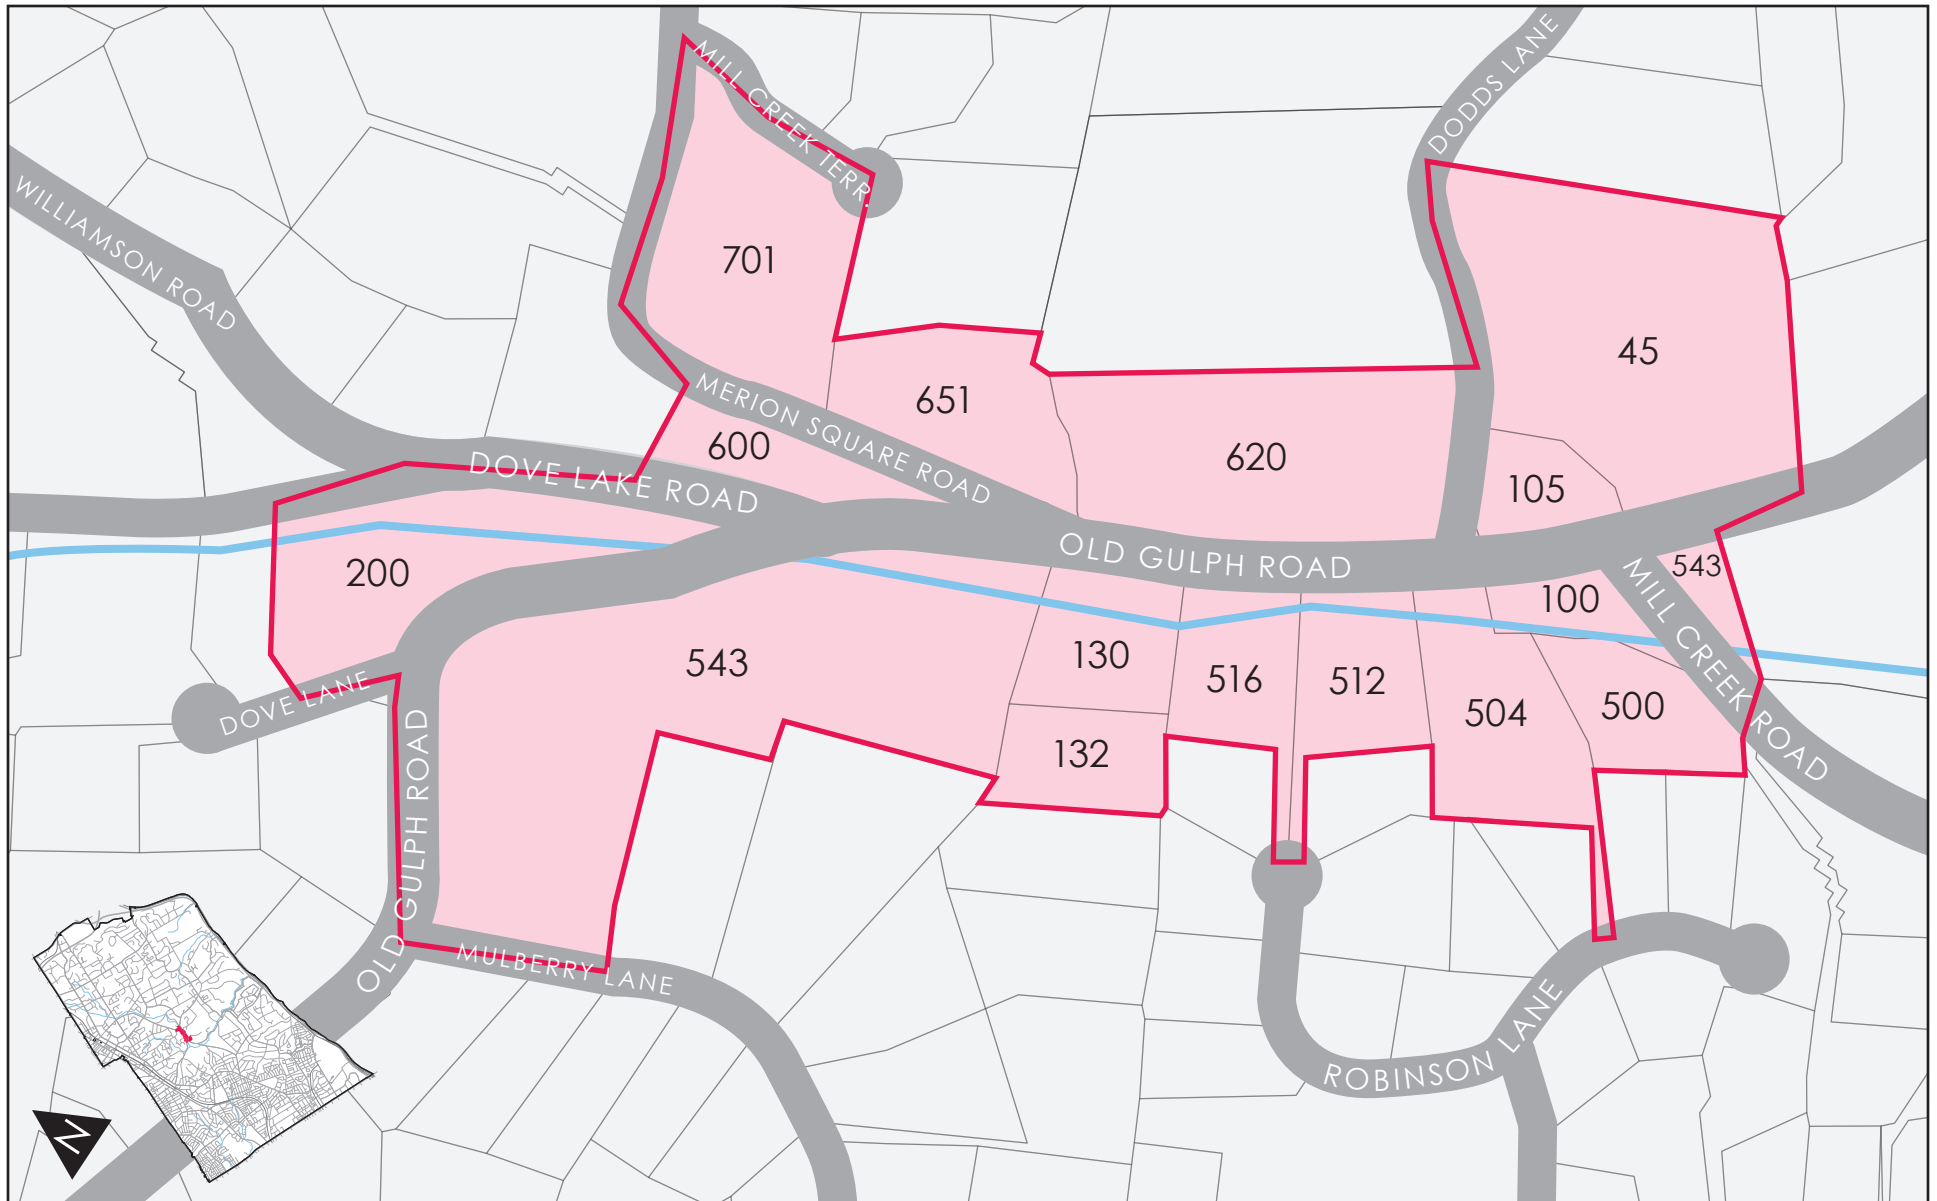 MILL CREEK TERR.
DODDS LANE
WILLIAMSON ROAD
701
45
MERION SQUARE ROAD
651
600
620
DOVE LAKE ROAD
105
OLD GULPH ROAD
543
200
100
MILL CREEK ROAD
543
130
516
512
504
500
DOVE LANE
132
OLD GULPH ROAD
MULBERRY LANE
ROBINSON LANE
N